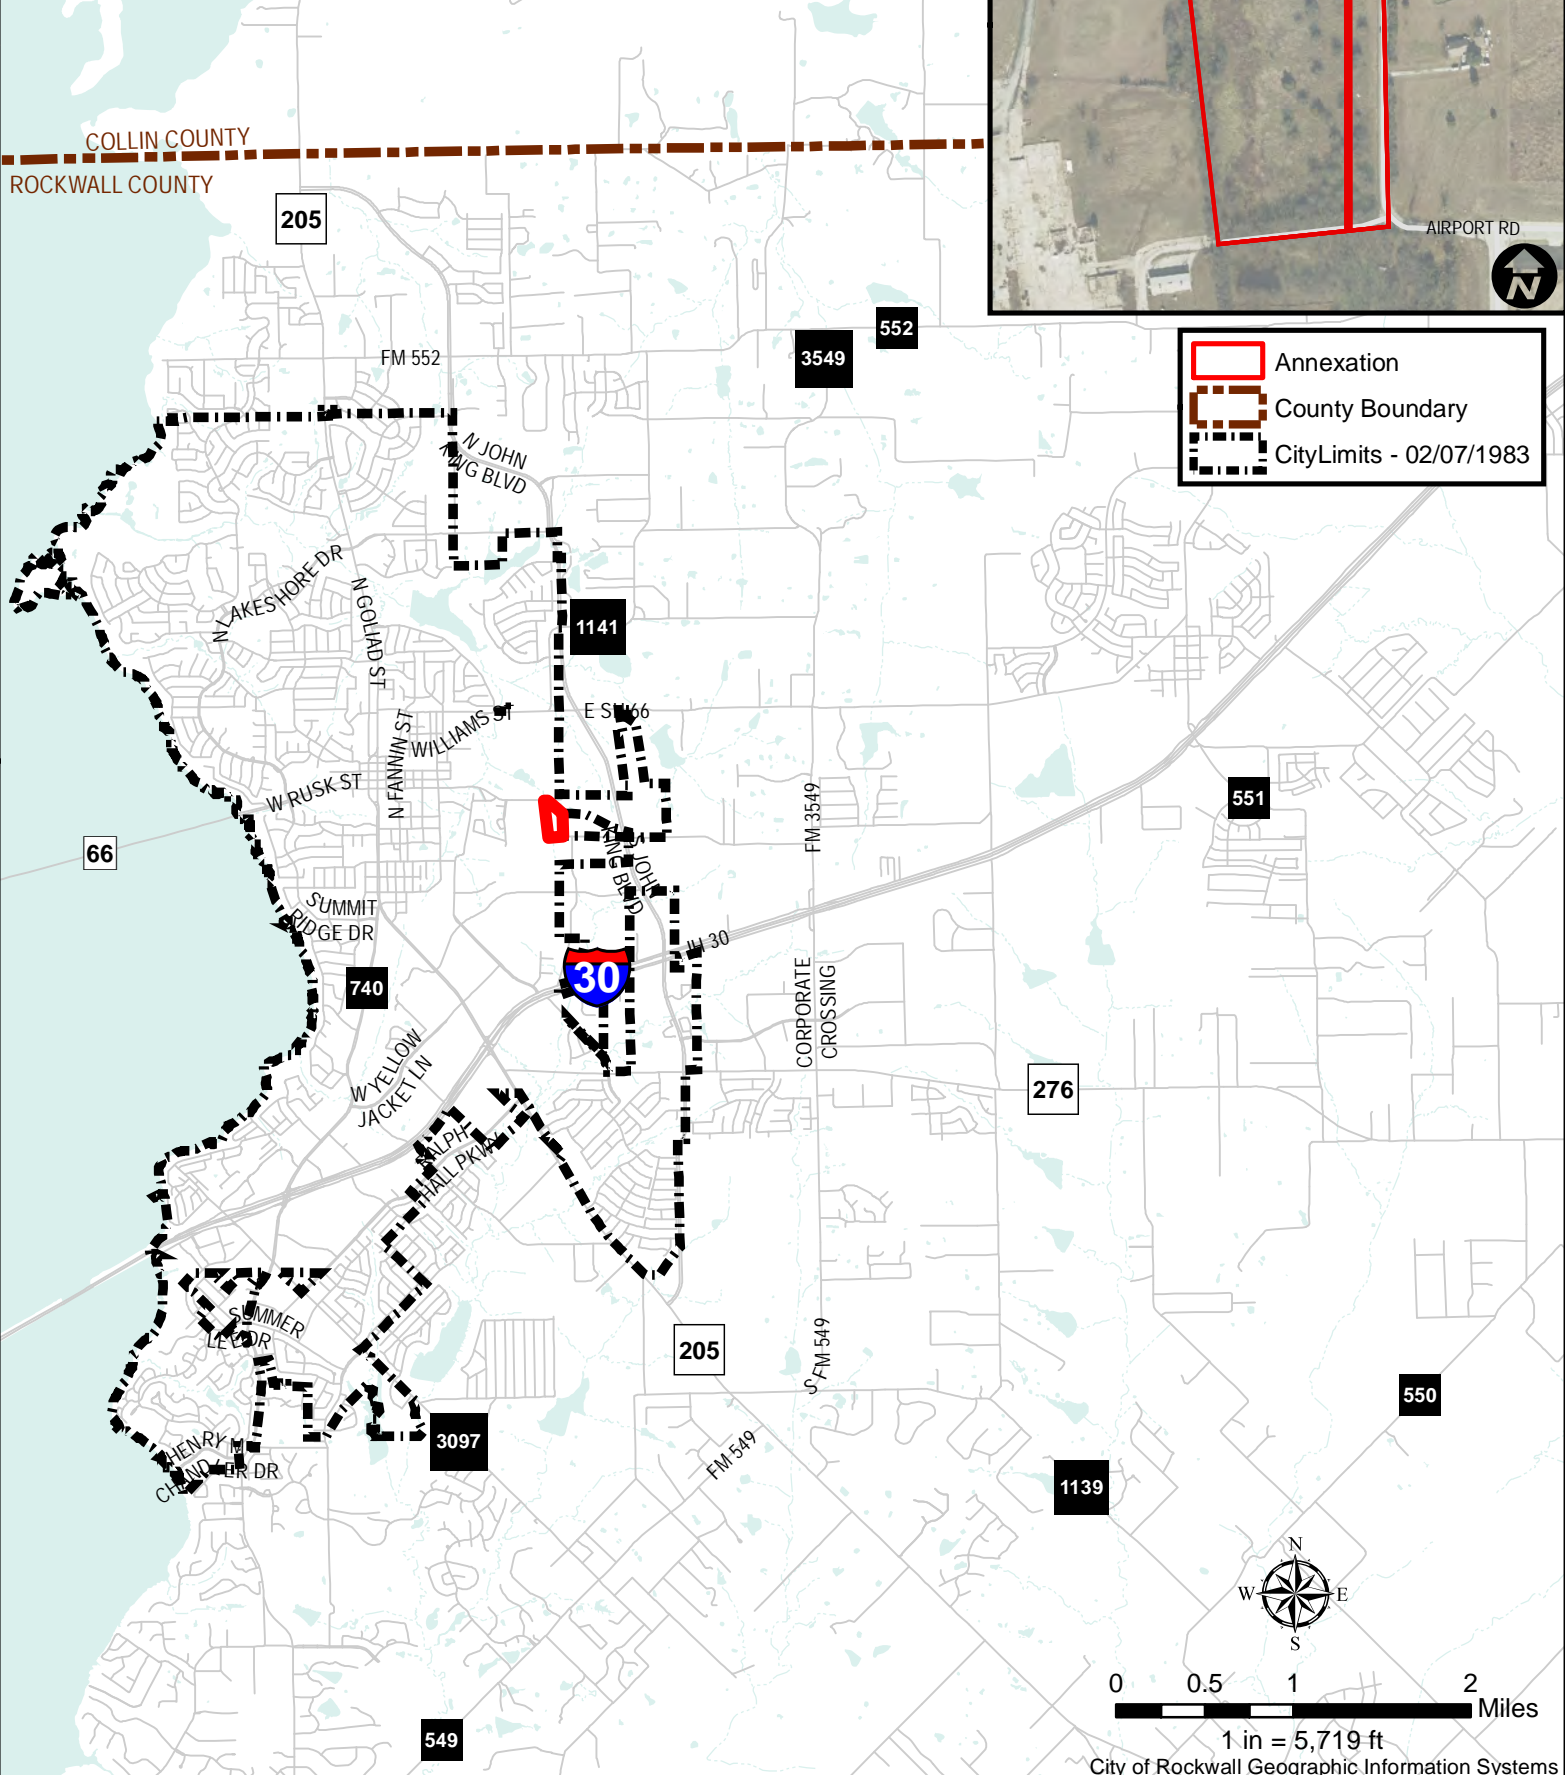 COLLIN COUNTY
ROCKWALL COUNTY
205
AIRPORT RD
N
552
3549
FM 552
Annexation
County Boundary
CityLimits - 02/07/1983
N JOHN
KING BLVD
N LAKESHORE DR
N GOLIAD ST
1141
E SH 66
WILLIAMS ST
N FANNIN ST
W RUSK ST
66
FM 3549
551
S JOHN
KING BLVD
SUMMIT
RIDGE DR
IH 30
30
740
CORPORATE
CROSSING
W YELLOW
JACKET LN
276
RALPH
HALL PKWY
SUMMER
LEE DR
205
S FM 549
550
3097
HENRY M
CHANDLER DR
FM 549
1139
N
W
E
S
0 0.5 1 2
Miles
549
1 in = 5,719 ft
City of Rockwall Geographic Information Systems